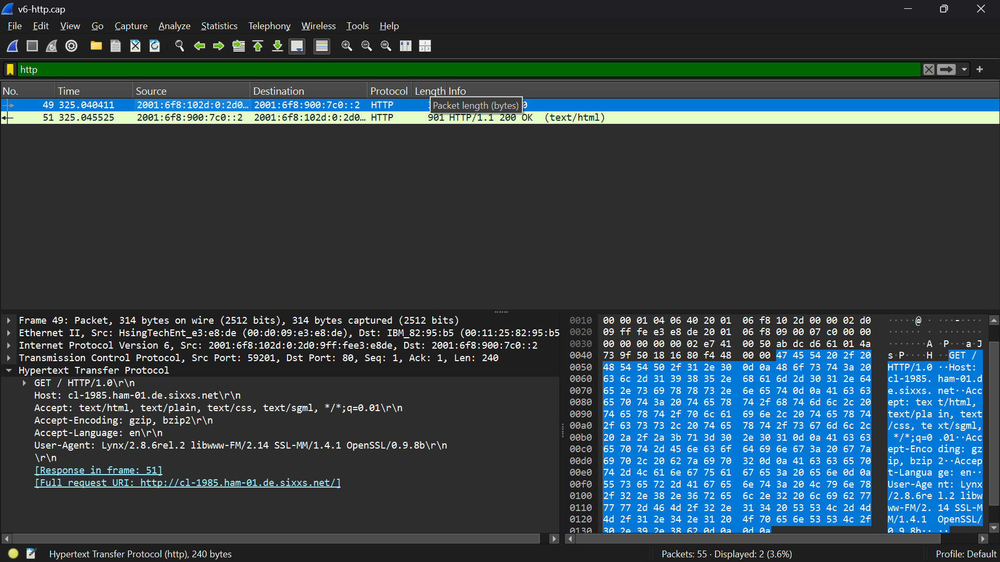 v6-http.cap
File Edit View Go Capture Analyze Statistics Telephony Wireless Tools Help
http
No. Time Source Destination Protocol Length Info
49 325.040411 2001:6f8:102d:0:2d0… 2001:6f8:900:7c0::2 HTTP
Packet length (bytes)
51 325.045525 2001:6f8:900:7c0::2 2001:6f8:102d:0:2d0… HTTP 901 HTTP/1.1 200 OK (text/html)
Frame 49: Packet, 314 bytes on wire (2512 bits), 314 bytes captured (2512 bits)
Ethernet II, Src: HsingTechEnt_e3:e8:de (00:d0:09:e3:e8:de), Dst: IBM_82:95:b5 (00:11:25:82:95:b5
Internet Protocol Version 6, Src: 2001:6f8:102d:0:2d0:9ff:fee3:e8de, Dst: 2001:6f8:900:7c0::2
Transmission Control Protocol, Src Port: 59201, Dst Port: 80, Seq: 1, Ack: 1, Len: 240
Hypertext Transfer Protocol
GET / HTTP/1.0\r\n
Host: cl-1985.ham-01.de.sixxs.net\r\n
Accept: text/html, text/plain, text/css, text/sgml, */*;q=0.01\r\n
Accept-Encoding: gzip, bzip2\r\n
Accept-Language: en\r\n
User-Agent: Lynx/2.8.6rel.2 libwww-FM/2.14 SSL-MM/1.4.1 OpenSSL/0.9.8b\r\n
\r\n
[Response in frame: 51]
[Full request URI: http://cl-1985.ham-01.de.sixxs.net/]
0010 00 00 01 04 06 40 20 01 06 f8 10 2d 00 00 02 d0 ·····@ · ···-····
0020 09 ff fe e3 e8 de 20 01 06 f8 09 00 07 c0 00 00 ······ · ········
0030 00 00 00 00 00 02 e7 41 00 50 ab dc d6 61 01 4a ·······A ·P···a·J
0040 73 9f 50 18 16 80 f4 48 00 00 47 45 54 20 2f 20 s·P····H ··GET /
0050 48 54 54 50 2f 31 2e 30 0d 0a 48 6f 73 74 3a 20 HTTP/1.0 ··Host:
0060 63 6c 2d 31 39 38 35 2e 68 61 6d 2d 30 31 2e 64 cl-1985. ham-01.d
0070 65 2e 73 69 78 78 73 2e 6e 65 74 0d 0a 41 63 63 e.sixxs. net··Acc
0080 65 70 74 3a 20 74 65 78 74 2f 68 74 6d 6c 2c 20 ept: tex t/html,
0090 74 65 78 74 2f 70 6c 61 69 6e 2c 20 74 65 78 74 text/pla in, text
00a0 2f 63 73 73 2c 20 74 65 78 74 2f 73 67 6d 6c 2c /css, te xt/sgml,
00b0 20 2a 2f 2a 3b 71 3d 30 2e 30 31 0d 0a 41 63 63 */*;q=0 .01··Acc
00c0 65 70 74 2d 45 6e 63 6f 64 69 6e 67 3a 20 67 7a ept-Enco ding: gz
00d0 69 70 2c 20 62 7a 69 70 32 0d 0a 41 63 63 65 70 ip, bzip 2··Accep
00e0 74 2d 4c 61 6e 67 75 61 67 65 3a 20 65 6e 0d 0a t-Langua ge: en··
00f0 55 73 65 72 2d 41 67 65 6e 74 3a 20 4c 79 6e 78 User-Age nt: Lynx
0100 2f 32 2e 38 2e 36 72 65 6c 2e 32 20 6c 69 62 77 /2.8.6re l.2 libw
0110 77 77 2d 46 4d 2f 32 2e 31 34 20 53 53 4c 2d 4d ww-FM/2. 14 SSL-M
0120 4d 2f 31 2e 34 2e 31 20 4f 70 65 6e 53 53 4c 2f M/1.4.1 OpenSSL/
0130 30 2e 39 2e 38 62 0d 0a 0d 0a 0.9.8b·· ··
Hypertext Transfer Protocol (http), 240 bytes
Packets: 55 · Displayed: 2 (3.6%)
Profile: Default